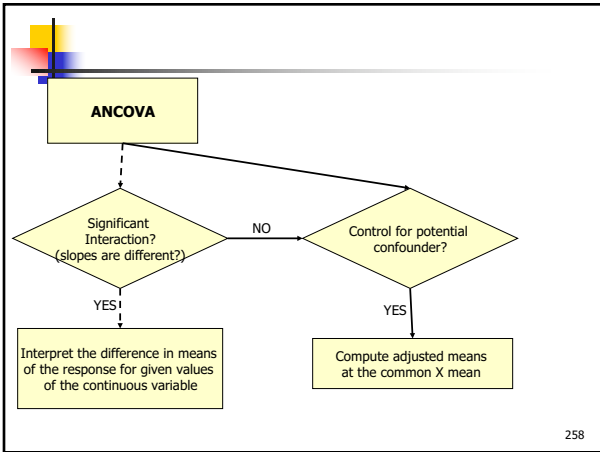 ANCOVA
Significant
Interaction?
(slopes are different?)
NO
Control for potential
confounder?
YES
YES
Interpret the difference in means
of the response for given values
of the continuous variable
Compute adjusted means
at the common X mean
258